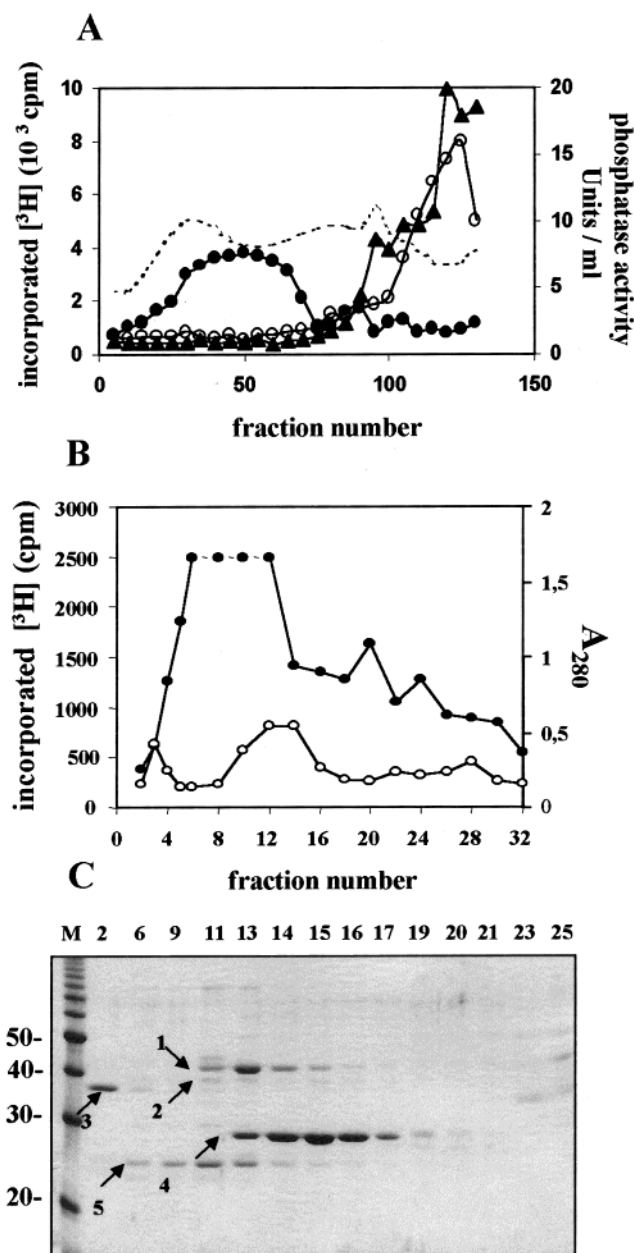 A
incorporated [³H] (10 ³ cpm)
10
8
6
4
2
0
20
15
10
5
0
phosphatase activity
Units / ml
0 50 100 150
fraction number
B
incorporated [³H] (cpm)
3000
2500
2000
1500
1000
500
0
2
1,5
1
0,5
0
A₂₈₀
0 4 8 12 16 20 24 28 32
fraction number
C
M 2 6 9 11 13 14 15 16 17 19 20 21 23 25
50-
40-
30-
20-
1
2
3
4
5